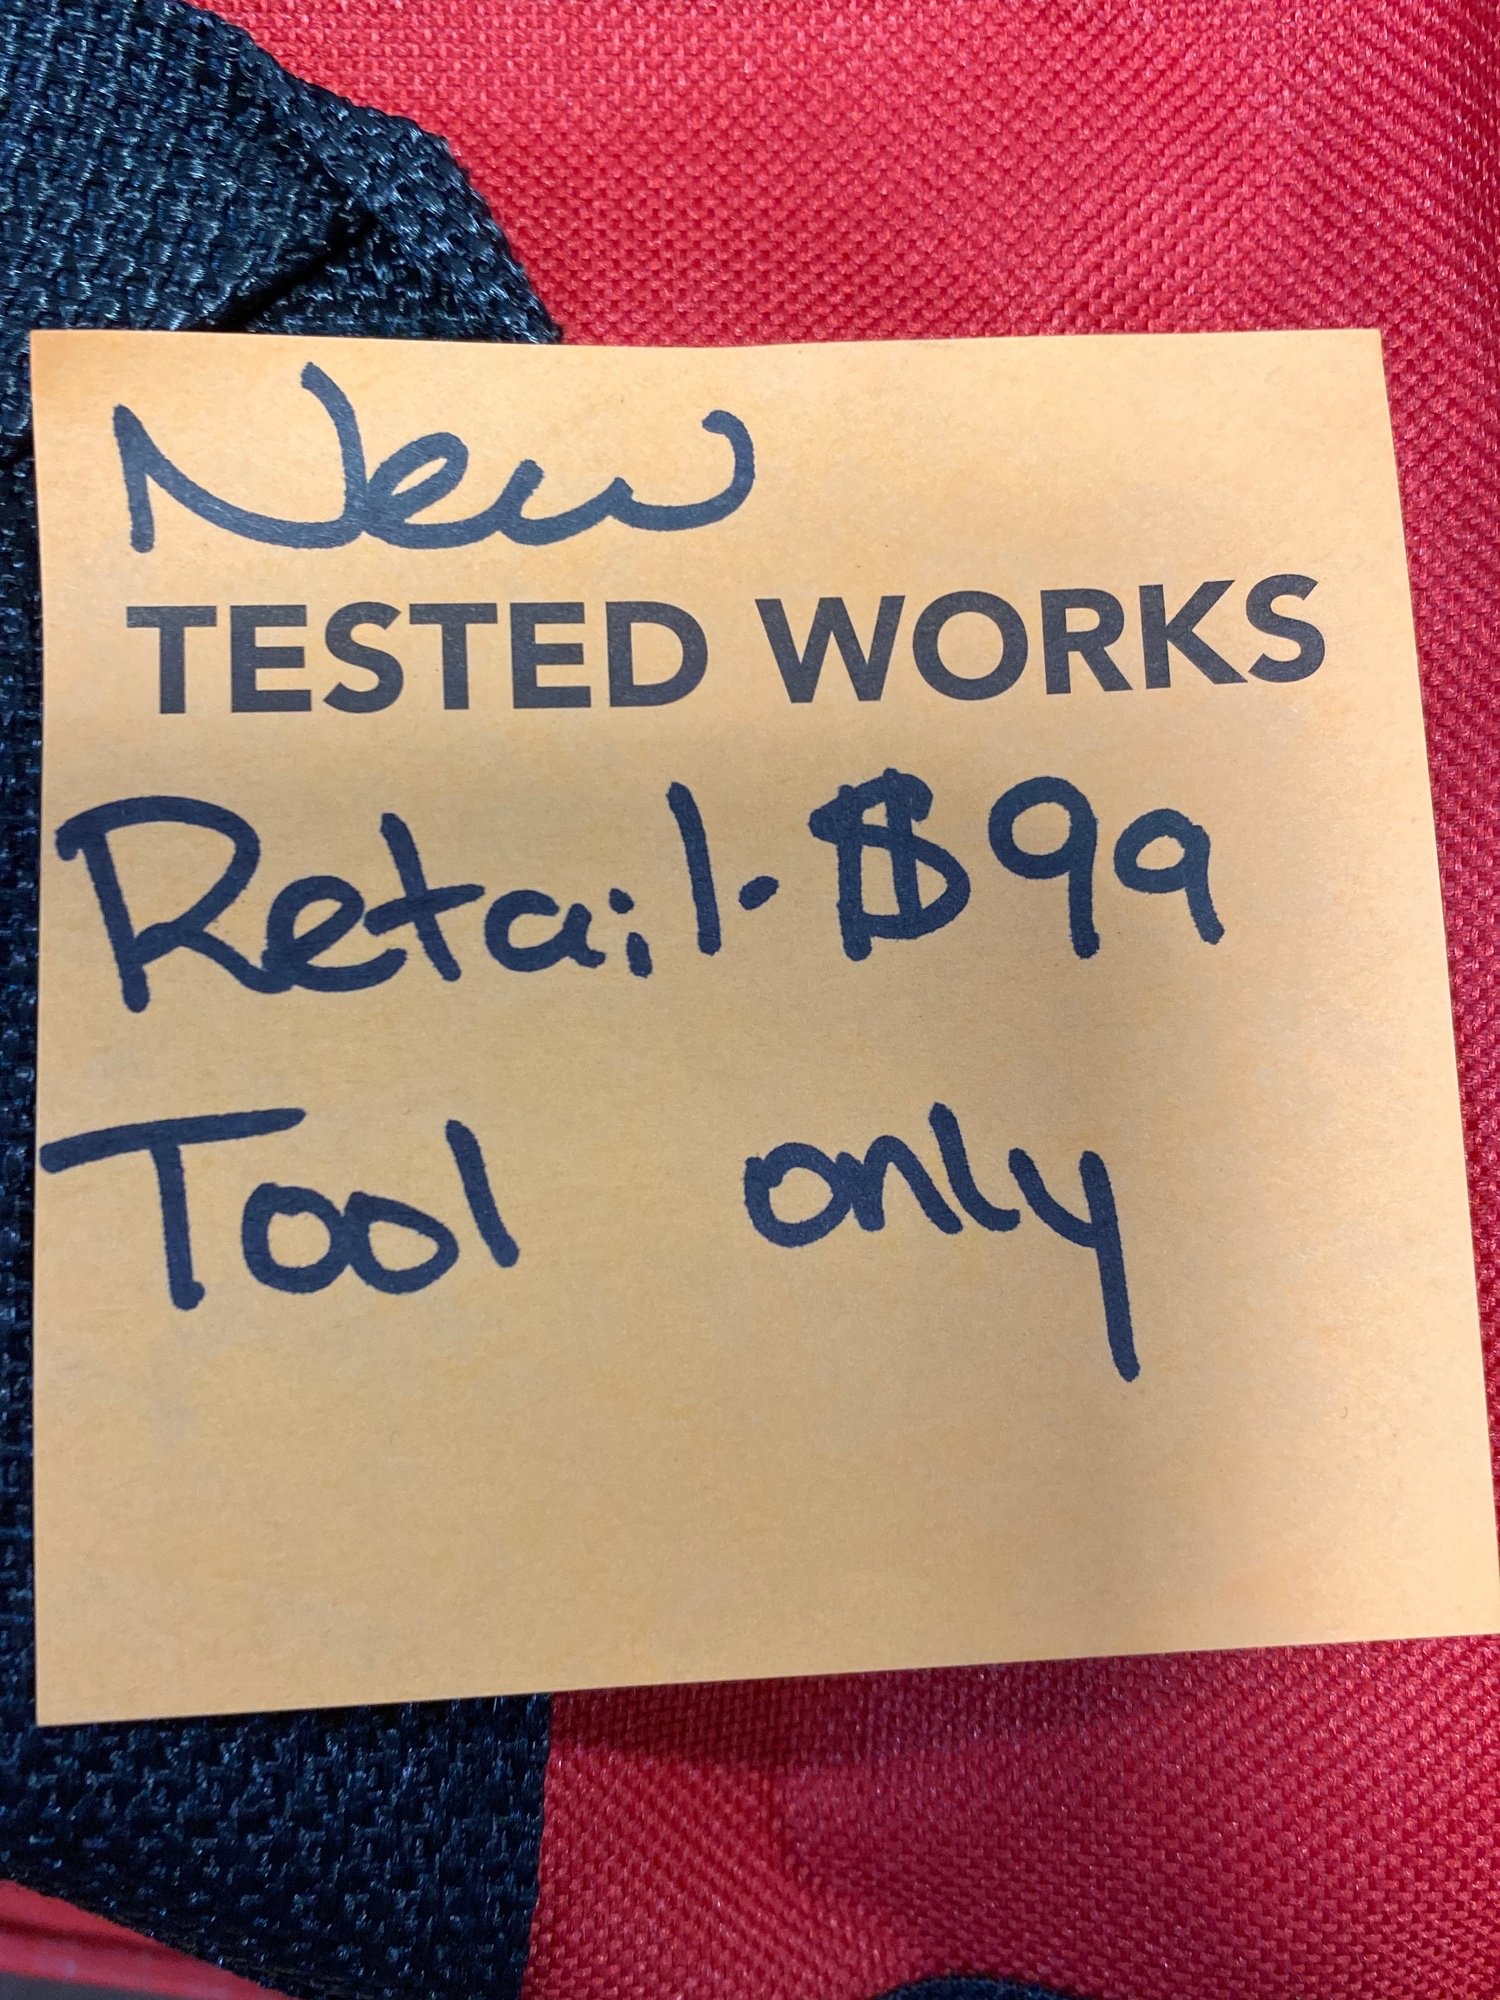 New
TESTED WORKS
Retail. $99
Tool only